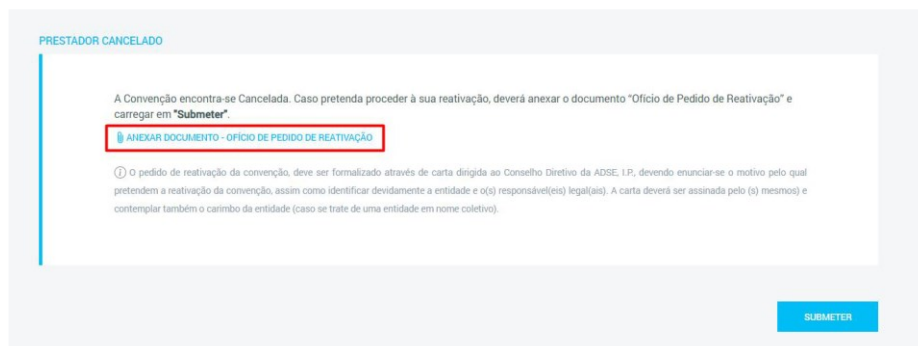 PRESTADOR CANCELADO
A Convenção encontra-se Cancelada. Caso pretenda proceder à sua reativação, deverá anexar o documento "Ofício de Pedido de Reativação" e
carregar em "Submeter".
ANEXAR DOCUMENTO - OFÍCIO DE PEDIDO DE REATIVAÇÃO
O pedido de reativação da convenção, deve ser formalizado através de carta dirigida ao Conselho Diretivo da ADSE, I.P., devendo enunciar-se o motivo pelo qual
pretendem a reativação da convenção, assim como identificar devidamente a entidade e o(s) responsável(eis) legal(ais). A carta deverá ser assinada pelo (s) mesmos) e
contemplar também o carimbo da entidade (caso se trate de uma entidade em nome coletivo).
SUBMETER